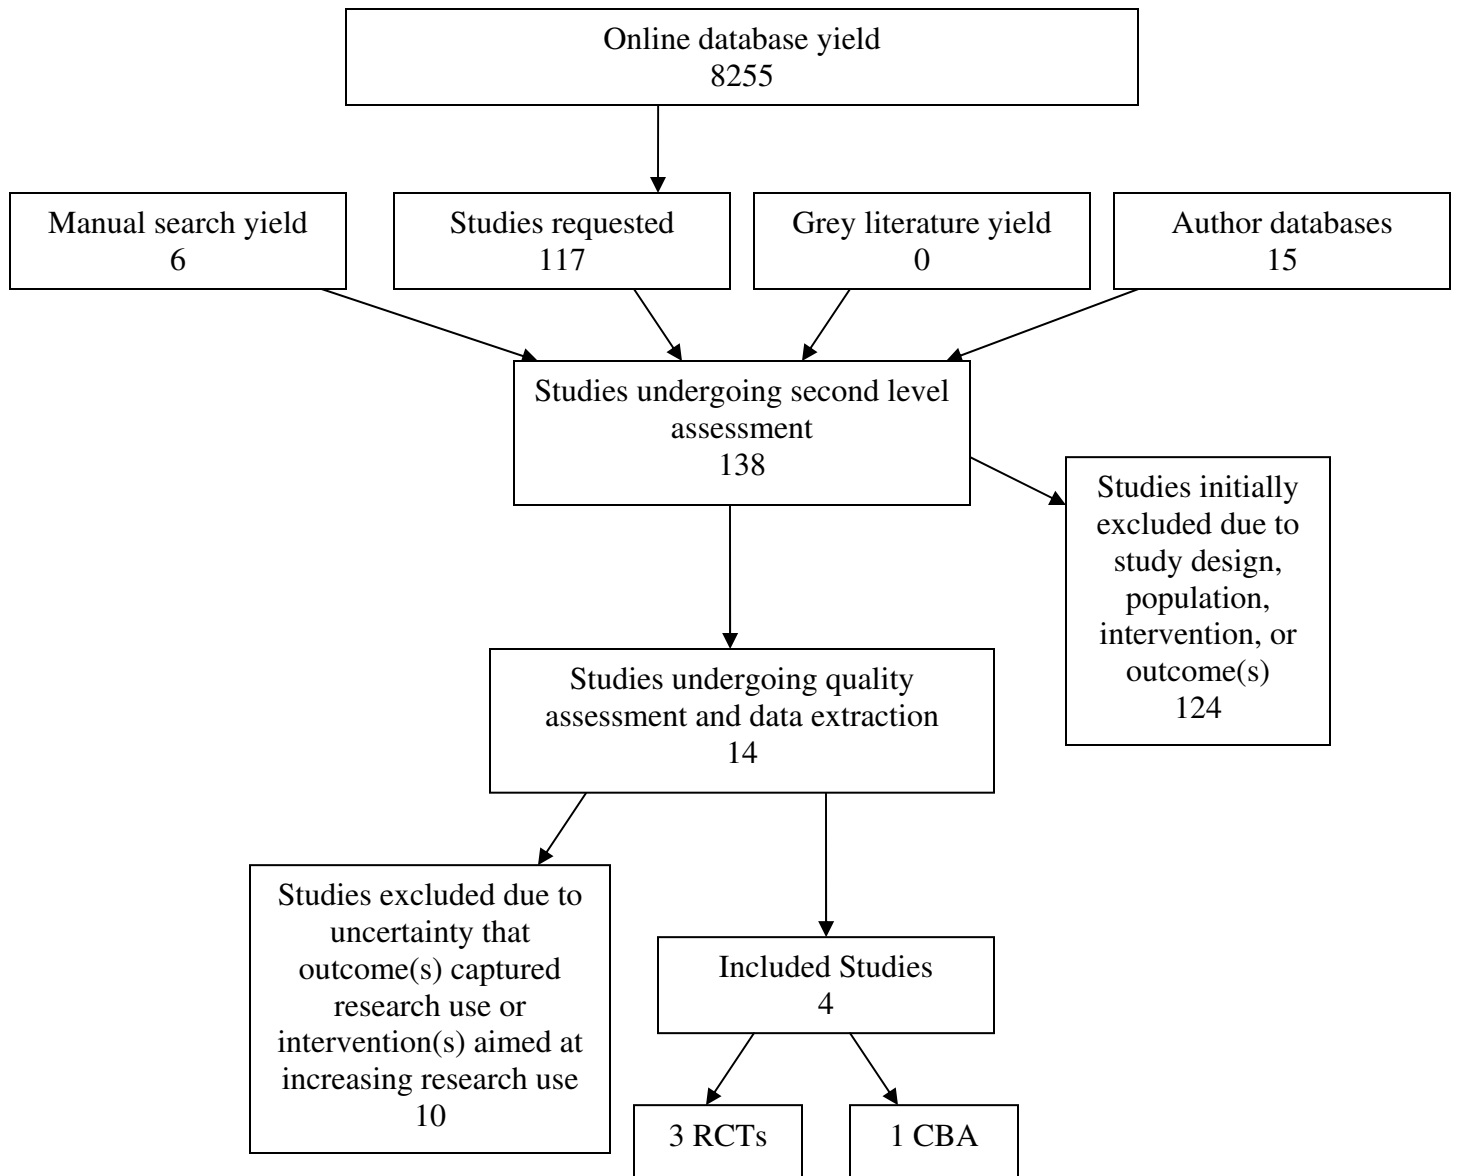 Online database yield
8255
Manual search yield
6
Studies requested
117
Grey literature yield
0
Author databases
15
Studies undergoing second level
assessment
138
Studies initially
excluded due to
study design,
population,
intervention, or
outcome(s)
124
Studies undergoing quality
assessment and data extraction
14
Studies excluded due to
uncertainty that
outcome(s) captured
research use or
intervention(s) aimed at
increasing research use
10
Included Studies
4
3 RCTs
1 CBA